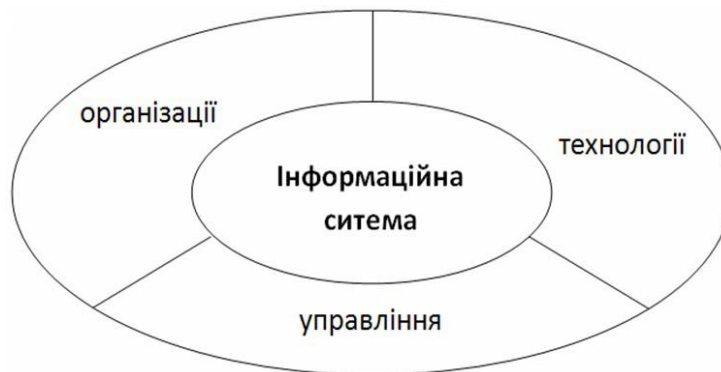 організації
технології
Інформаційна
ситема
управління